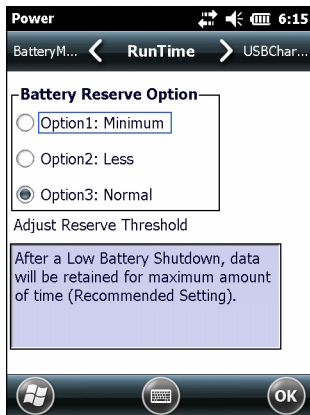 Power 6:15
BatteryM... RunTime USBChar...
Battery Reserve Option
Option1: Minimum
Option2: Less
Option3: Normal
Adjust Reserve Threshold
After a Low Battery Shutdown, data
will be retained for maximum amount
of time (Recommended Setting).
OK